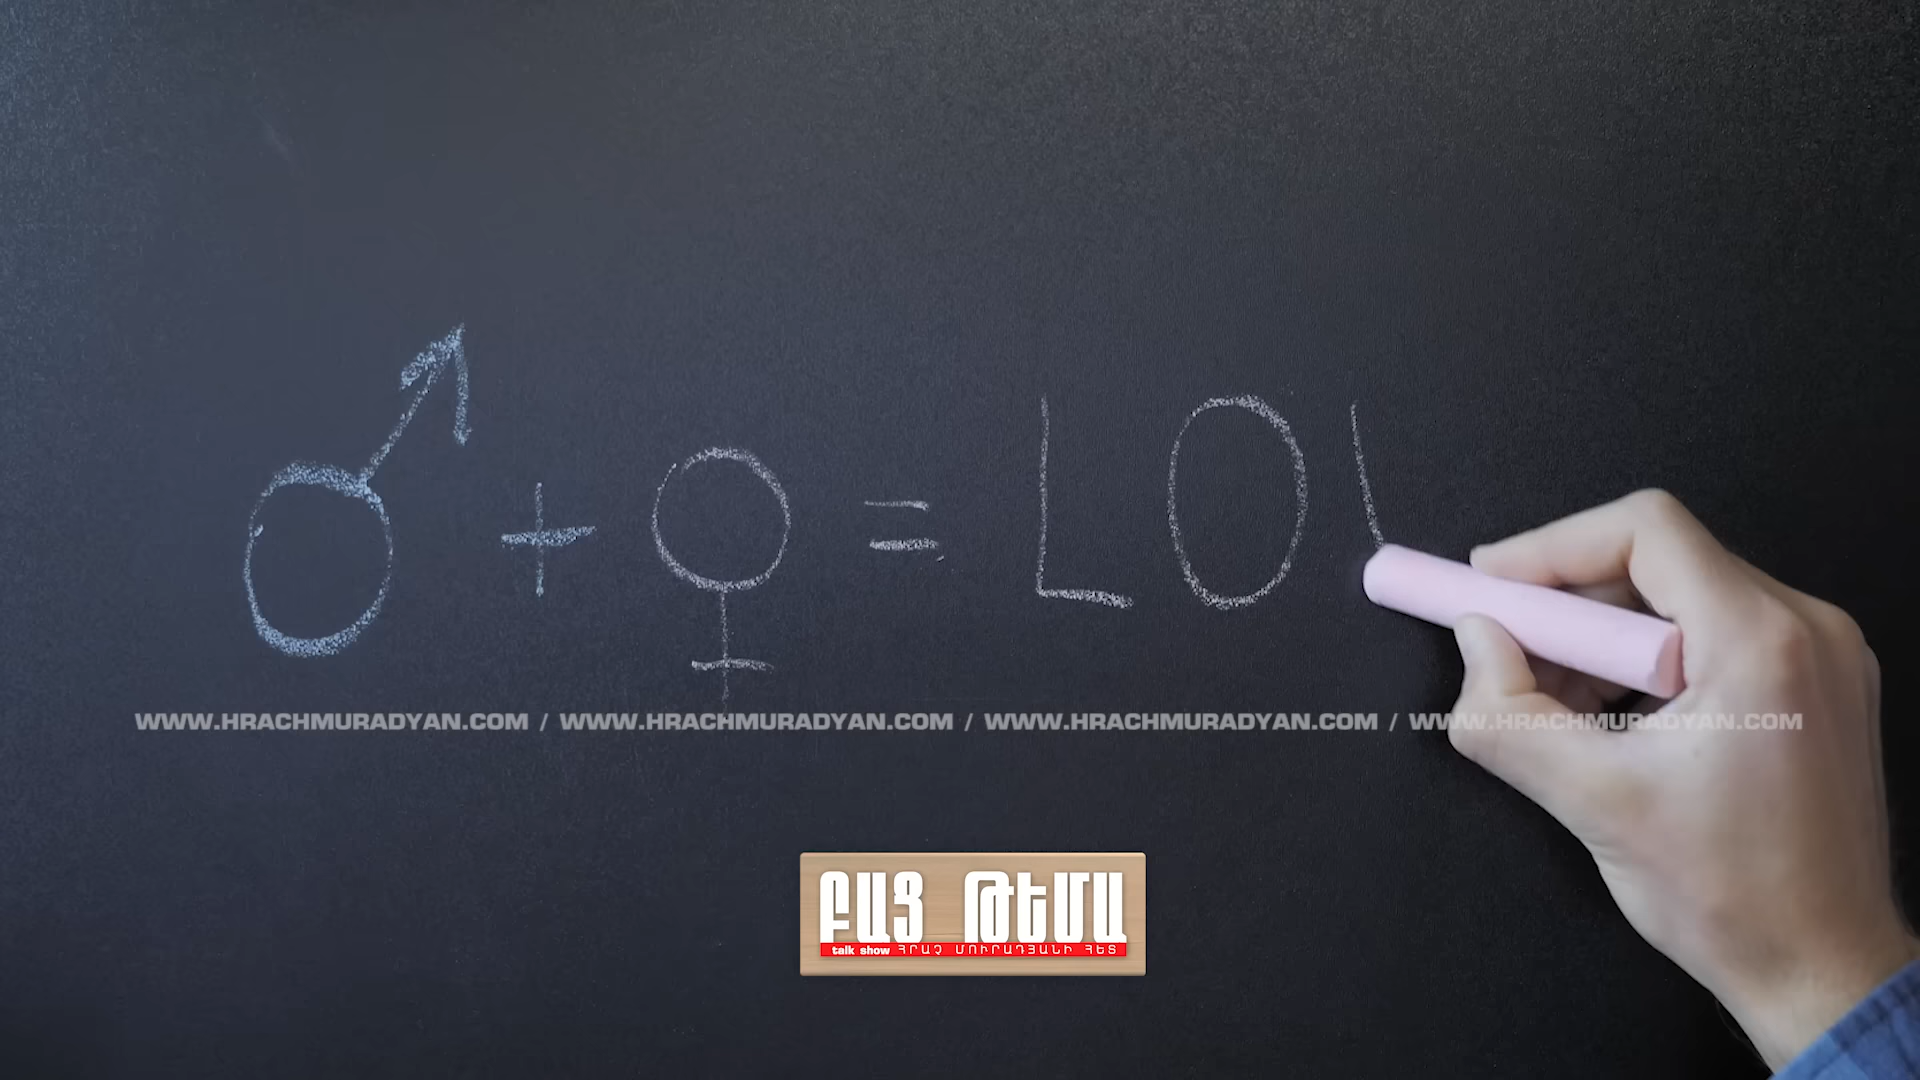 ♂ + ♀ = LO
WWW.HRACHMURADYAN.COM / WWW.HRACHMURADYAN.COM / WWW.HRACHMURADYAN.COM / WWW.HRACHMURADYAN.COM
ԲԱՑ ԹԵՄԱ
talk show ՀՐԱՉ ՄՈՒՐԱԴՅԱՆԻ ՀԵՏ